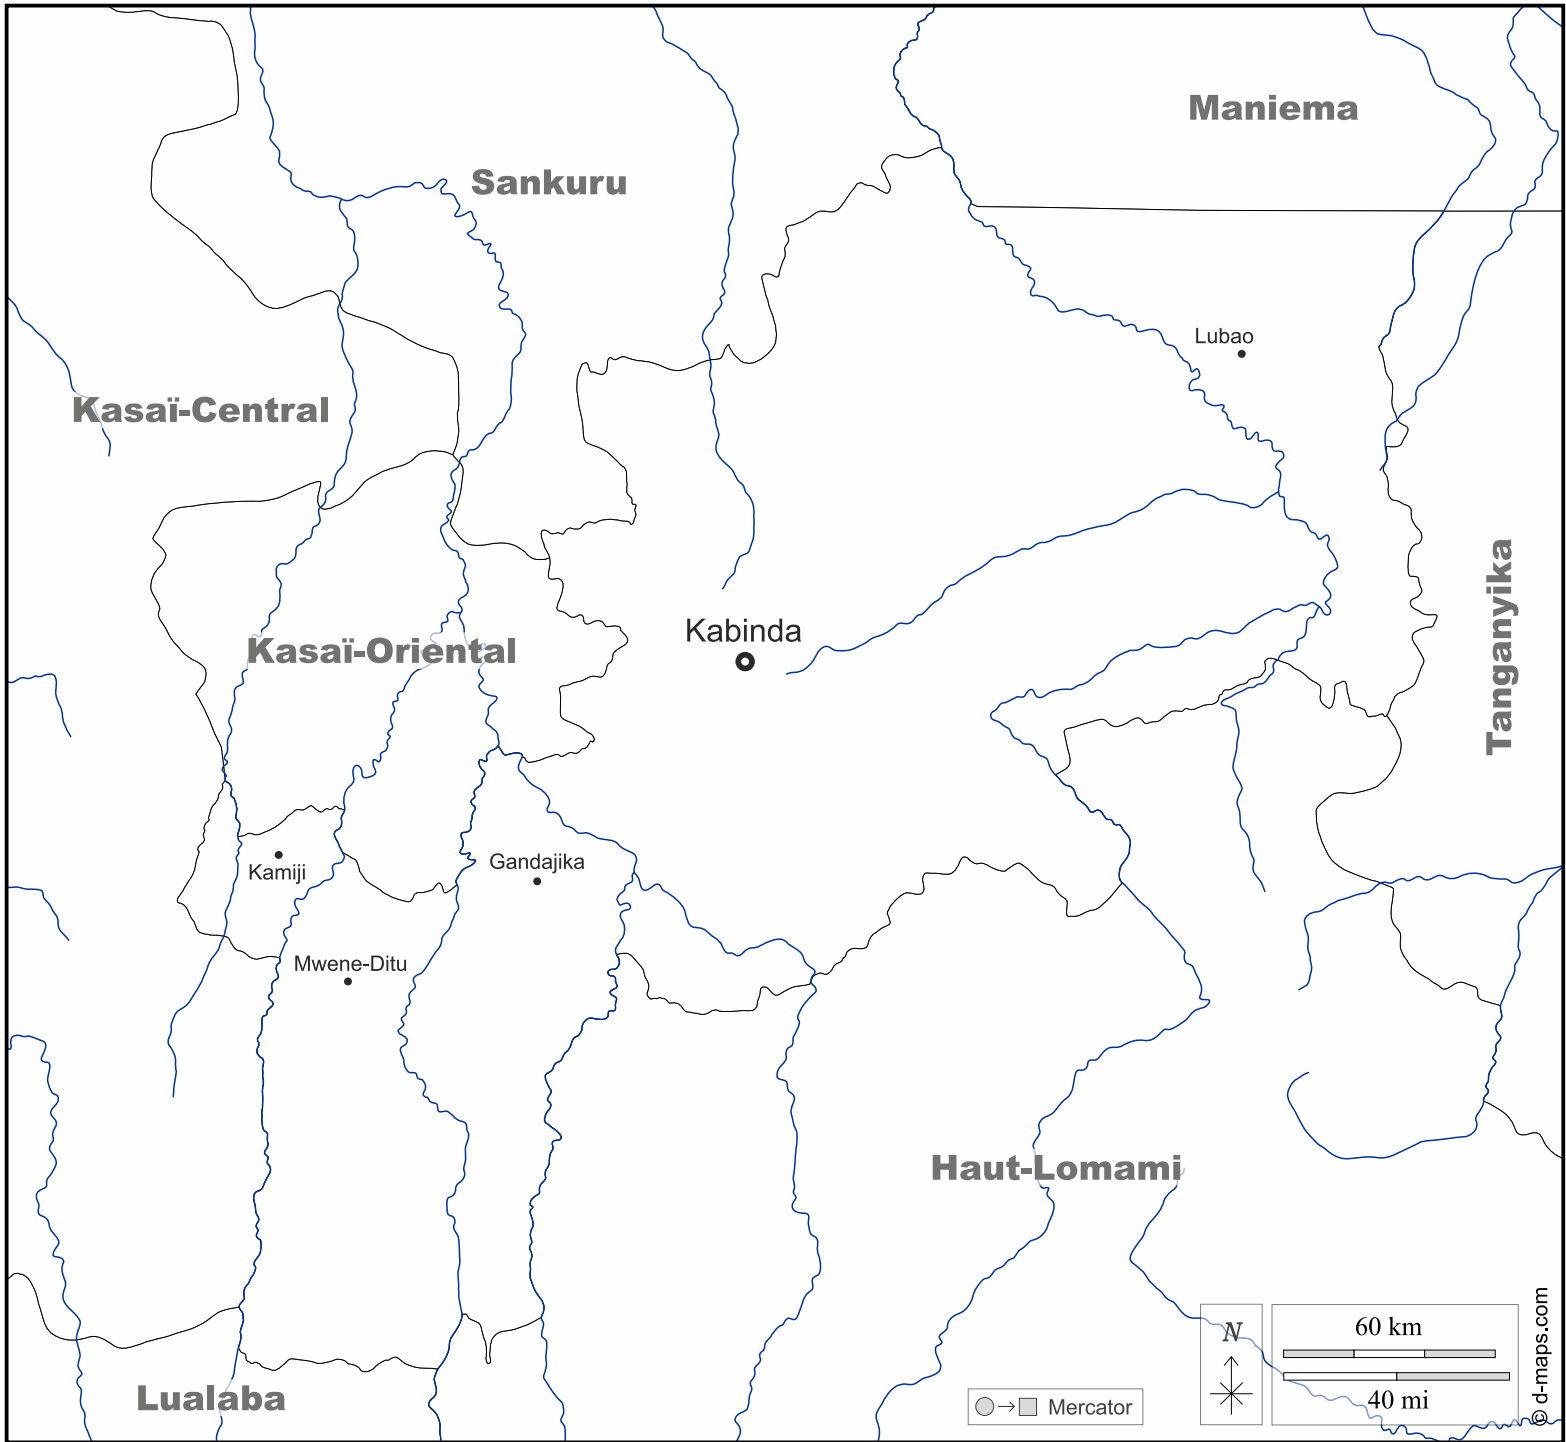 Maniema
Sankuru
Lubao
Kasaï-Central
Tanganyika
Kabinda
Kasaï-Oriental
Gandajika
Kamiji
Mwene-Ditu
Haut-Lomami
Lualaba
Mercator
N
60 km
40 mi
© d-maps.com